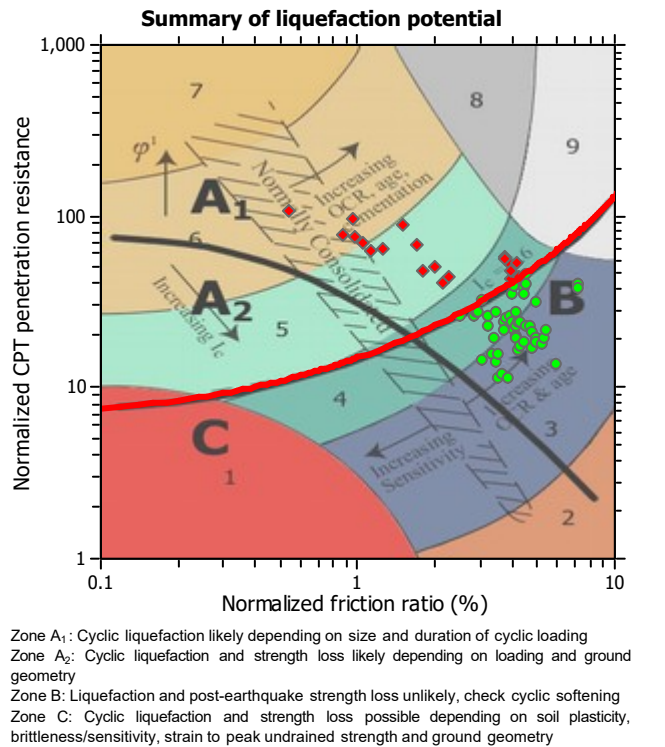 Summary of liquefaction potential
1,000
7
8
9
φ'
Increasing
OCR, age,
cementation
A1
Normally Consolidated
100
6
Increasing Ic
A2
5
B
10
4
Increasing
OCR & age
3
C
1
Increasing
Sensitivity
2
1
0.1
1
10
Normalized CPT penetration resistance
Normalized friction ratio (%)
Zone A1: Cyclic liquefaction likely depending on size and duration of cyclic loading
Zone A2: Cyclic liquefaction and strength loss likely depending on loading and ground
geometry
Zone B: Liquefaction and post-earthquake strength loss unlikely, check cyclic softening
Zone C: Cyclic liquefaction and strength loss possible depending on soil plasticity,
brittleness/sensitivity, strain to peak undrained strength and ground geometry